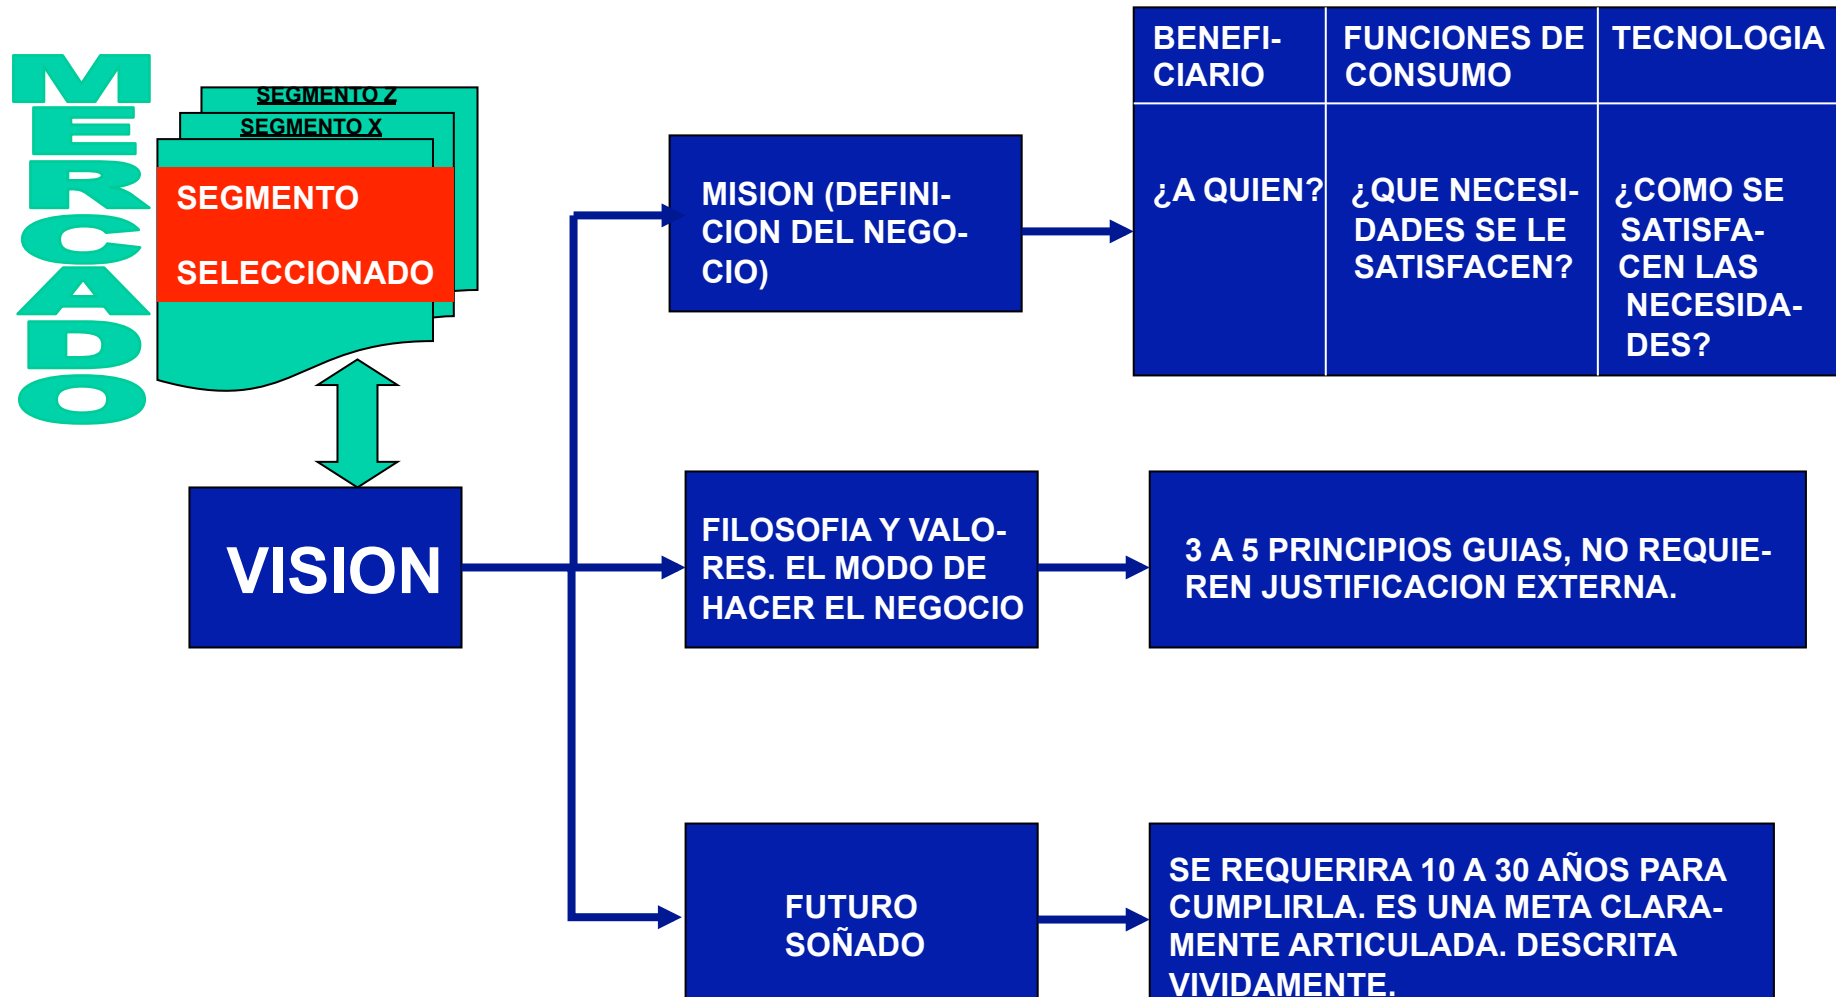 MERCADO
SEGMENTO Z
SEGMENTO X
SEGMENTO
SELECCIONADO
VISION
MISION (DEFINI-
CION DEL NEGO-
CIO)
BENEFI-
CIARIO
FUNCIONES DE
CONSUMO
TECNOLOGIA
¿A QUIEN?
¿QUE NECESI-
DADES SE LE
SATISFACEN?
¿COMO SE
SATISFA-
CEN LAS
NECESIDA-
DES?
FILOSOFIA Y VALO-
RES. EL MODO DE
HACER EL NEGOCIO
3 A 5 PRINCIPIOS GUIAS, NO REQUIE-
REN JUSTIFICACION EXTERNA.
FUTURO
SOÑADO
SE REQUERIRA 10 A 30 AÑOS PARA
CUMPLIRLA. ES UNA META CLARA-
MENTE ARTICULADA. DESCRITA
VIVIDAMENTE.